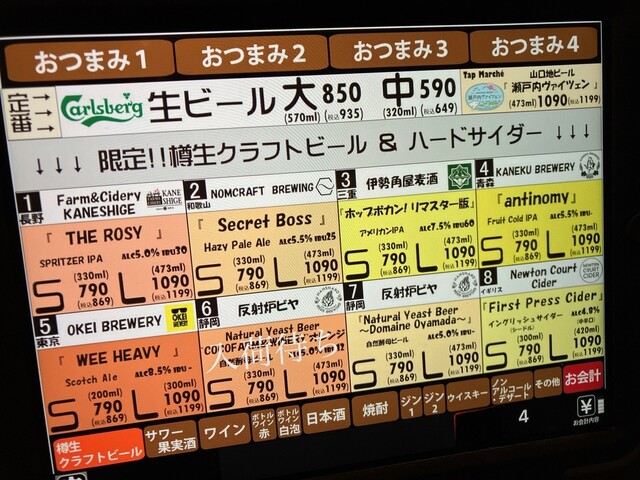 おつまみ1 おつまみ2 おつまみ3 おつまみ4
定番 →→→ Carlsberg 生ビール 大 850 (570ml) (税込935) 中 590 (320ml) (税込649)
Tap Marché 山口地ビール
『瀬戸内ヴァイツェン』
(473ml) 1090 (税込1199)
↓↓↓ 限定!!樽生クラフトビール & ハードサイダー ↓↓↓
1 長野 Farm&Cidery KANESHIGE
『 THE ROSY 』
SPRITZER IPA ALC5.0% IBU30
S (330ml) 790 (税込869) L (473ml) 1090 (税込1199)
2 和歌山 NOMCRAFT BREWING
『 Secret Boss 』
Hazy Pale Ale ALC5.5% IBU25
S (330ml) 790 (税込869) L (473ml) 1090 (税込1199)
3 三重 伊勢角屋麦酒
『ホップボカン! リマスター版』
アメリカンIPA ALC7.5% IBU60
S (330ml) 790 (税込869) L (473ml) 1090 (税込1199)
4 青森 KANEKU BREWERY
『 antinomy 』
Fruit Cold IPA ALC5.5% IBU-
S (330ml) 790 (税込869) L (473ml) 1090 (税込1199)
5 東京 OKEI BREWERY
『 WEE HEAVY 』
Scotch Ale ALC8.5% IBU-
S (200ml) 790 (税込869) L (300ml) 1090 (税込1199)
6 静岡 反射炉ビヤ
Natural Yeast Beer
S (330ml) 790 (税込869) L (473ml) 1090 (税込1199)
7 静岡 反射炉ビヤ
『 Natural Yeast Beer
~Domaine Oyamada~ 』
自然酵母ビール ALC5.0% IBU-
S (330ml) 790 (税込869) L (473ml) 1090 (税込1199)
8 イギリス Newton Court Cider
『First Press Cider』
イングリッシュサイダー ALC4.8%
(シードル) (中辛口)
S (300ml) 790 (税込869) L (420ml) 1090 (税込1199)
樽生クラフトビール サワー果実酒 ワイン ボトルワイン赤 ボトルワイン白泡 日本酒 焼酎 ジン1 ジン2 ウイスキー ノンアルコール・デザート その他 お会計
4
¥
お会計内容